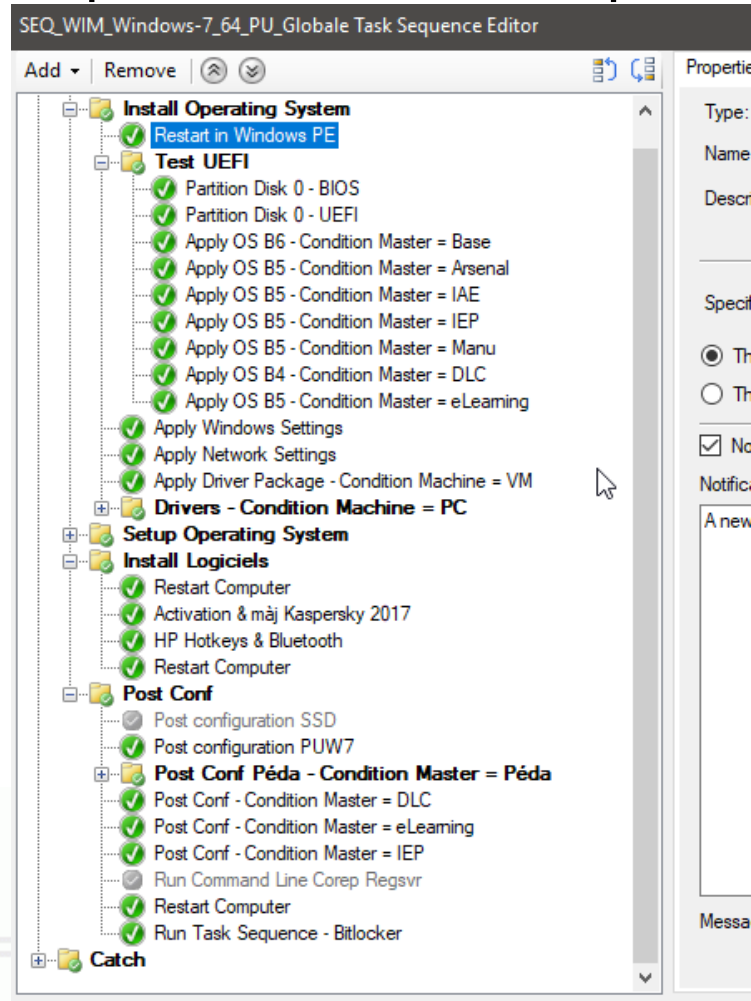 SEQ_WIM_Windows-7_64_PU_Globale Task Sequence Editor
Add Remove
Install Operating System
Restart in Windows PE
Test UEFI
Partition Disk 0 - BIOS
Partition Disk 0 - UEFI
Apply OS B6 - Condition Master = Base
Apply OS B5 - Condition Master = Arsenal
Apply OS B5 - Condition Master = IAE
Apply OS B5 - Condition Master = IEP
Apply OS B5 - Condition Master = Manu
Apply OS B4 - Condition Master = DLC
Apply OS B5 - Condition Master = eLearning
Apply Windows Settings
Apply Network Settings
Apply Driver Package - Condition Machine = VM
Drivers - Condition Machine = PC
Setup Operating System
Install Logiciels
Restart Computer
Activation & màj Kaspersky 2017
HP Hotkeys & Bluetooth
Restart Computer
Post Conf
Post configuration SSD
Post configuration PUW7
Post Conf Péda - Condition Master = Péda
Post Conf - Condition Master = DLC
Post Conf - Condition Master = eLearning
Post Conf - Condition Master = IEP
Run Command Line Corep Regsvr
Restart Computer
Run Task Sequence - Bitlocker
Catch
Propertie
Type:
Name
Descri
Specif
Th
Th
No
Notifica
A new
Messa